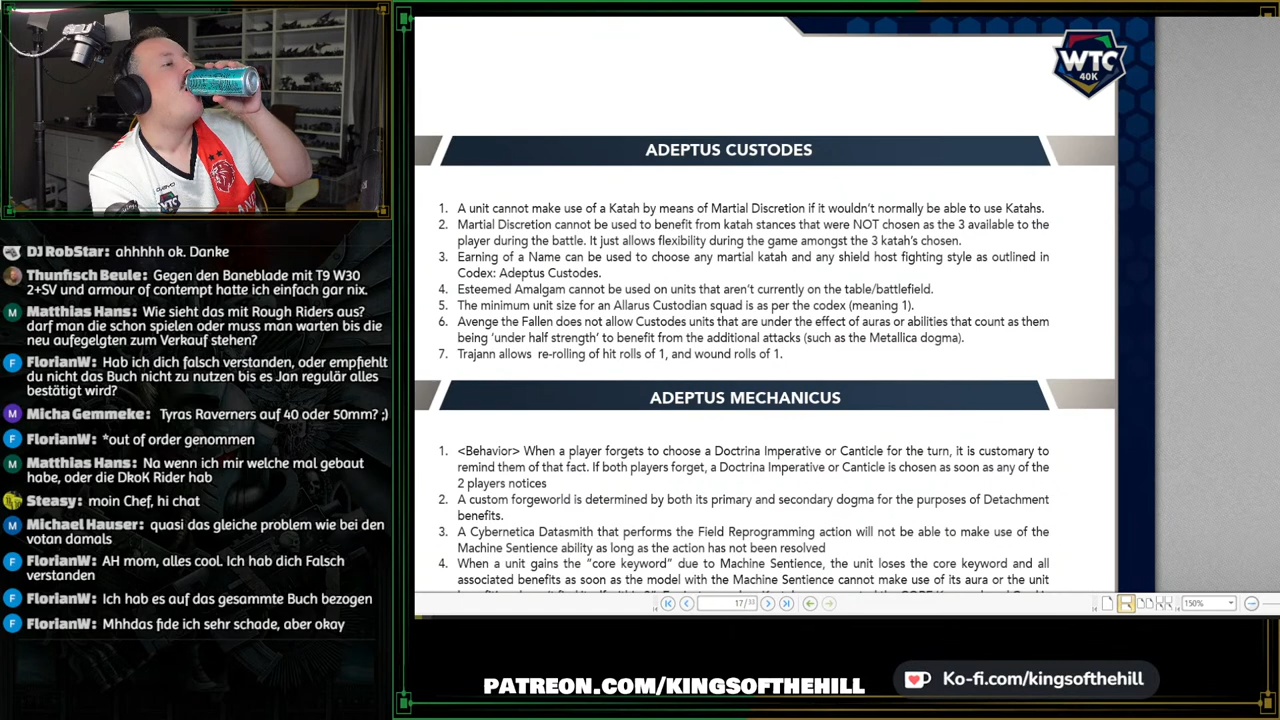 WTC
40K
ADEPTUS CUSTODES
1. A unit cannot make use of a Katah by means of Martial Discretion if it wouldn't normally be able to use Katahs.
2. Martial Discretion cannot be used to benefit from katah stances that were NOT chosen as the 3 available to the
player during the battle. It just allows flexibility during the game amongst the 3 katah's chosen.
3. Earning of a Name can be used to choose any martial katah and any shield host fighting style as outlined in
Codex: Adeptus Custodes.
4. Esteemed Amalgam cannot be used on units that aren't currently on the table/battlefield.
5. The minimum unit size for an Allarus Custodian squad is as per the codex (meaning 1).
6. Avenge the Fallen does not allow Custodes units that are under the effect of auras or abilities that count as them
being 'under half strength' to benefit from the additional attacks (such as the Metallica dogma).
7. Trajann allows re-rolling of hit rolls of 1, and wound rolls of 1.
ADEPTUS MECHANICUS
1. <Behavior> When a player forgets to choose a Doctrina Imperative or Canticle for the turn, it is customary to
remind them of that fact. If both players forget, a Doctrina Imperative or Canticle is chosen as soon as any of the
2 players notices
2. A custom forgeworld is determined by both its primary and secondary dogma for the purposes of Detachment
benefits.
3. A Cybernetica Datasmith that performs the Field Reprogramming action will not be able to make use of the
Machine Sentience ability as long as the action has not been resolved
4. When a unit gains the "core keyword" due to Machine Sentience, the unit loses the core keyword and all
associated benefits as soon as the model with the Machine Sentience cannot make use of its aura or the unit
17/33
150%
DJ RobStar: ahhhhh ok. Danke
Thunfisch Beule: Gegen den Baneblade mit T9 W30
2+SV und armour of contempt hatte ich einfach gar nix.
M Matthias Hans: Wie sieht das mit Rough Riders aus?
darf man die schon spielen oder muss man warten bis die
neu aufgelgten zum Verkauf stehen?
F FlorianW: Hab ich dich falsch verstanden, oder empfiehlt
du nicht das Buch nicht zu nutzen bis es Jan regulär alles
bestätigt wird?
M Micha Gemmeke: Tyras Raverners auf 40 oder 50mm? ;)
F FlorianW: *out of order genommen
M Matthias Hans: Na wenn ich mir welche mal gebaut
habe, oder die DkoK Rider hab
Steasy: moin Chef, hi chat
F Michael Hauser: quasi das gleiche problem wie bei den
votan damals
F FlorianW: AH mom, alles cool. Ich hab dich Falsch
verstanden
F FlorianW: Ich hab es auf das gesammte Buch bezogen
F FlorianW: Mhhdas fide ich sehr schade, aber okay
PATREON.COM/KINGSOFTHEHILL
Ko-fi.com/kingsofthehill